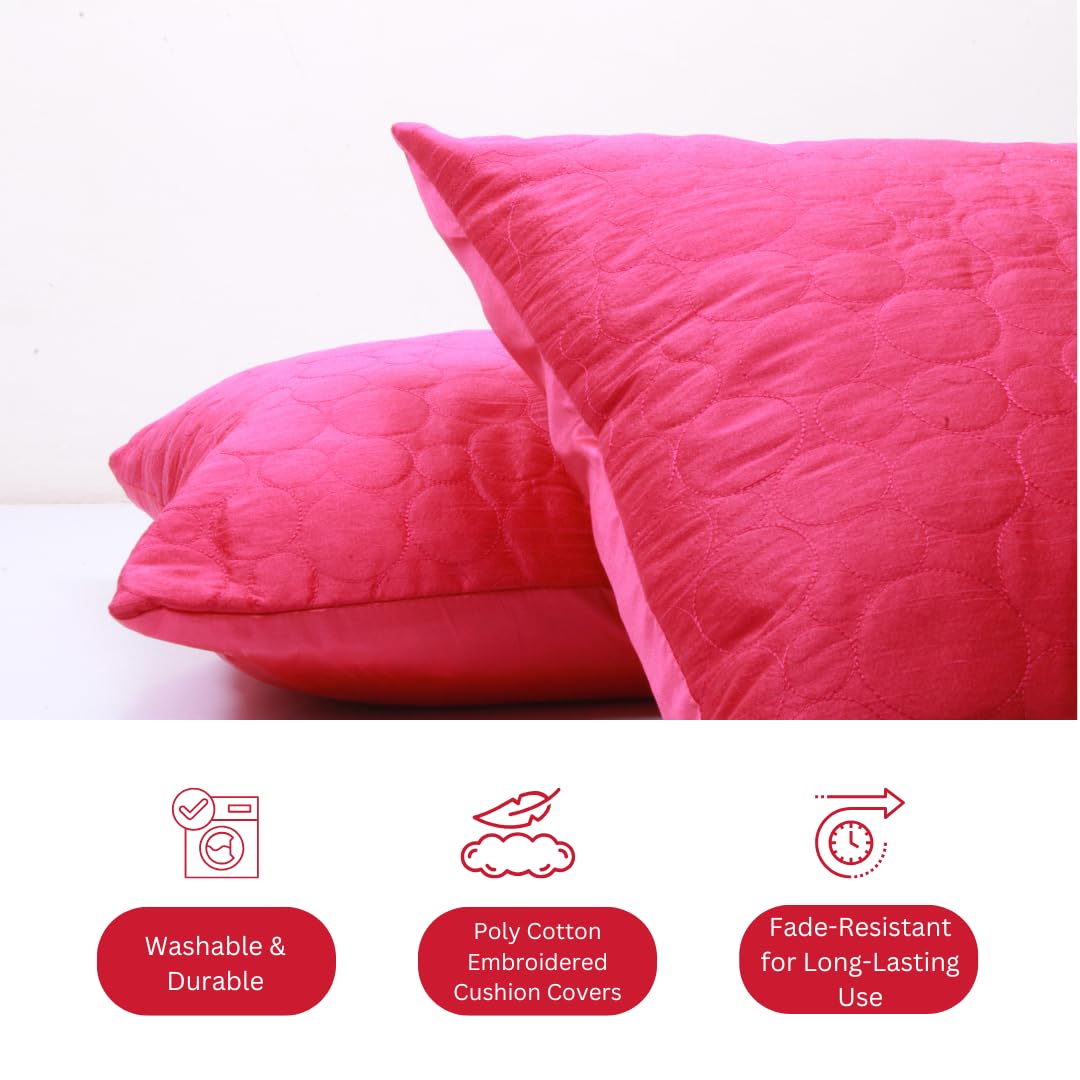 Washable &
Durable
Poly Cotton
Embroidered
Cushion Covers
Fade-Resistant
for Long-Lasting
Use